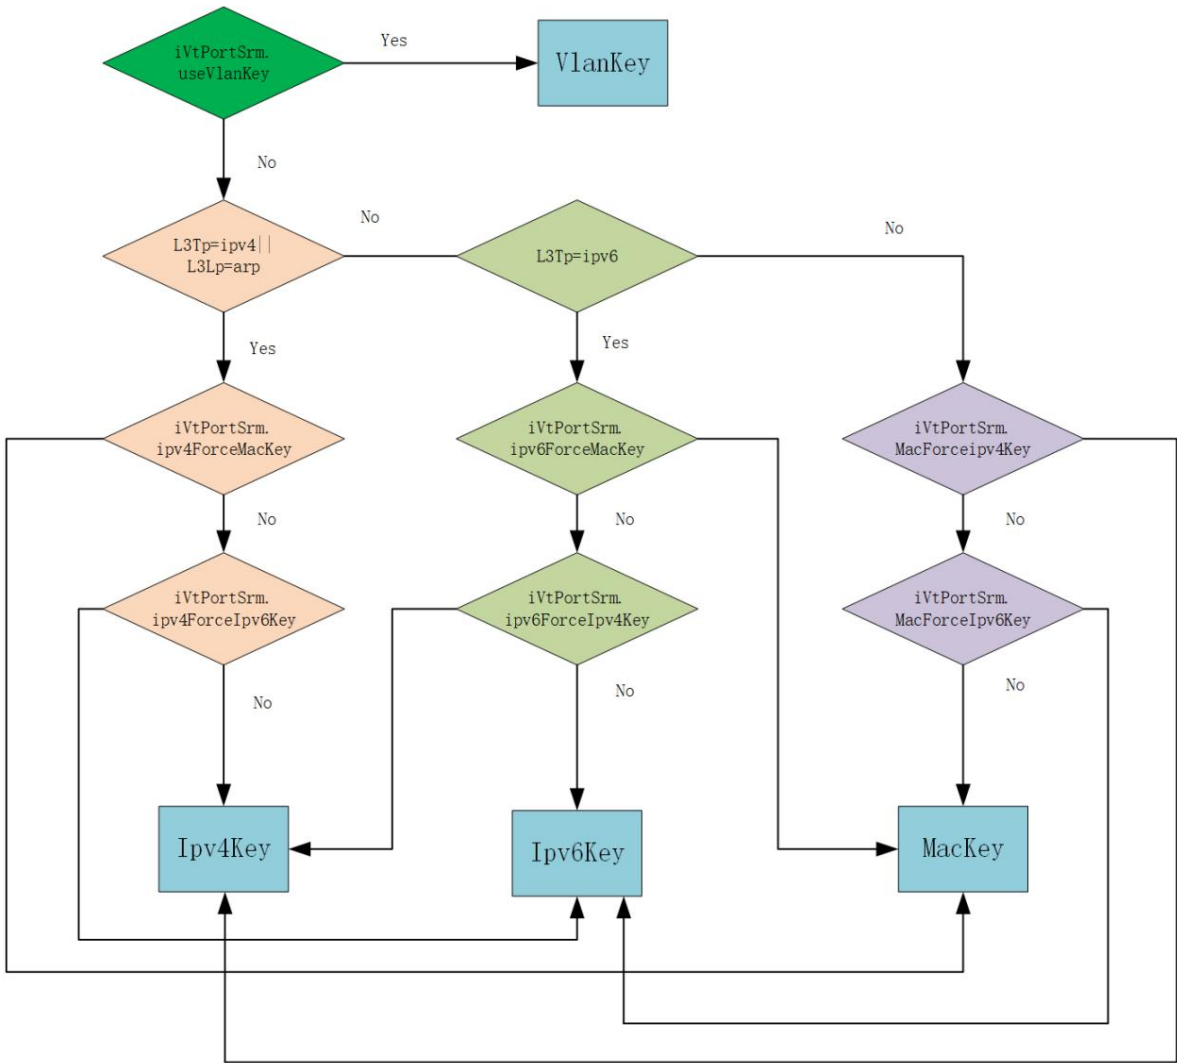 iVtPortSrm.
useVlanKey
Yes
VlanKey
No
L3Tp=ipv4||
L3Lp=arp
No
L3Tp=ipv6
No
Yes
Yes
iVtPortSrm.
ipv4ForceMacKey
iVtPortSrm.
ipv6ForceMacKey
iVtPortSrm.
MacForceipv4Key
No
No
No
iVtPortSrm.
ipv4ForceIpv6Key
iVtPortSrm.
ipv6ForceIpv4Key
iVtPortSrm.
MacForceIpv6Key
No
No
No
Ipv4Key
Ipv6Key
MacKey